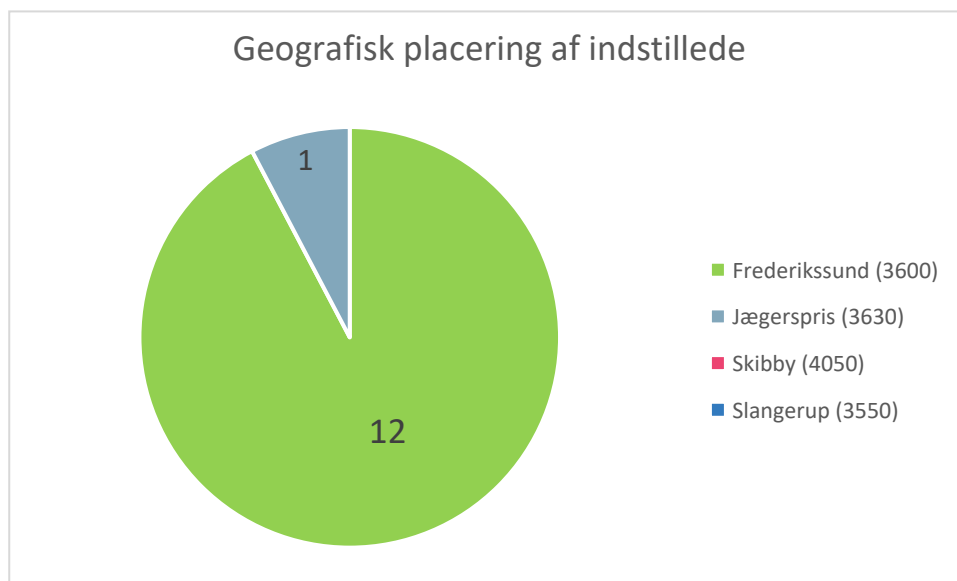 Geografisk placering af indstillede
1
12
Frederikssund (3600)
Jægerspris (3630)
Skibby (4050)
Slangerup (3550)